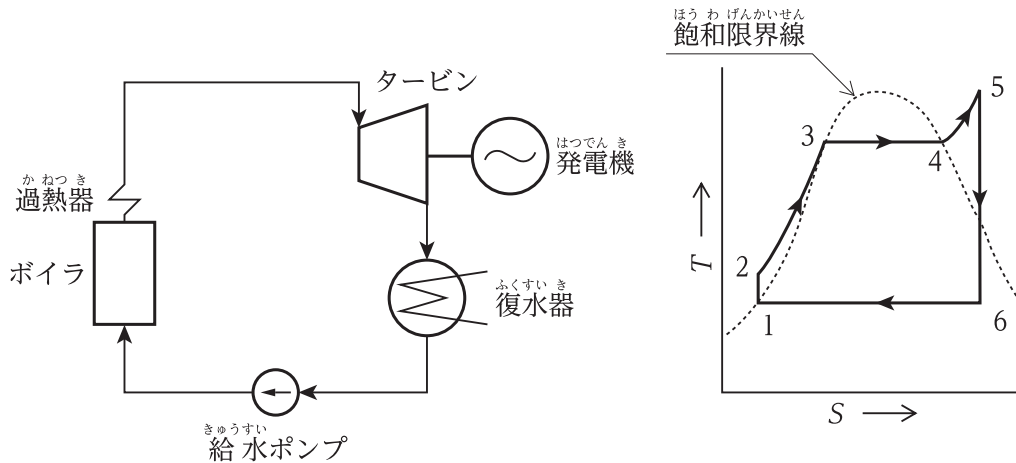 タービン
はつでんき
発電機
かねつき
過熱器
ボイラ
ふくすいき
復水器
きゅうすい
給水ポンプ
ほうわげんかいせん
飽和限界線
T
S
1
2
3
4
5
6